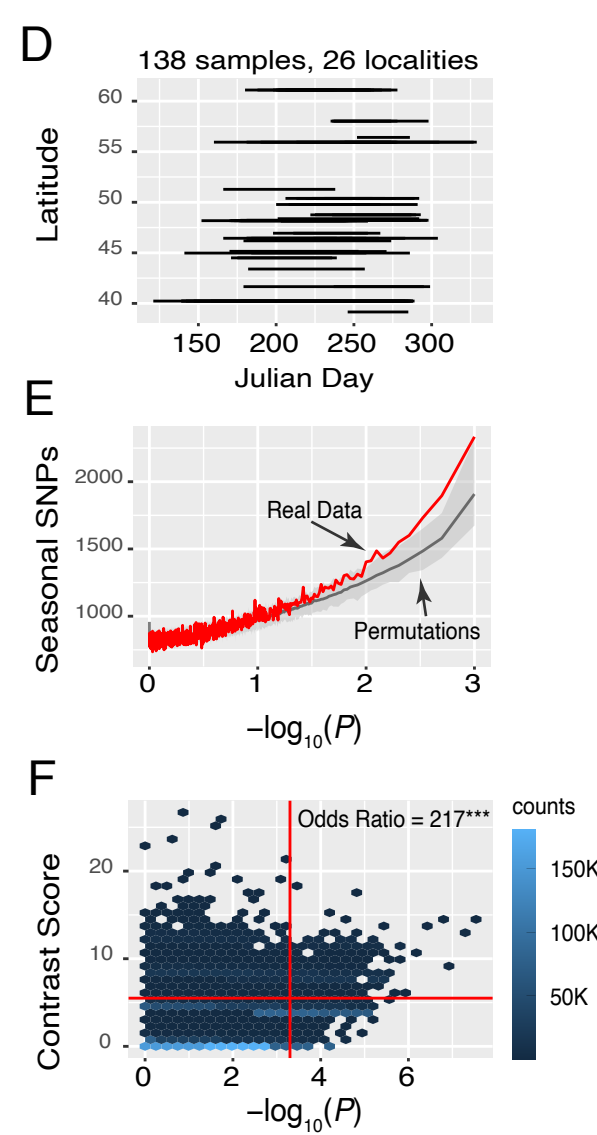 D
138 samples, 26 localities
Latitude
60
55
50
45
40
150 200 250 300
Julian Day
E
Seasonal SNPs
2000
1500
1000
Real Data
Permutations
0 1 2 3
−log10(P)
F
Contrast Score
20
10
0
Odds Ratio = 217***
counts
150K
100K
50K
0 2 4 6
−log10(P)